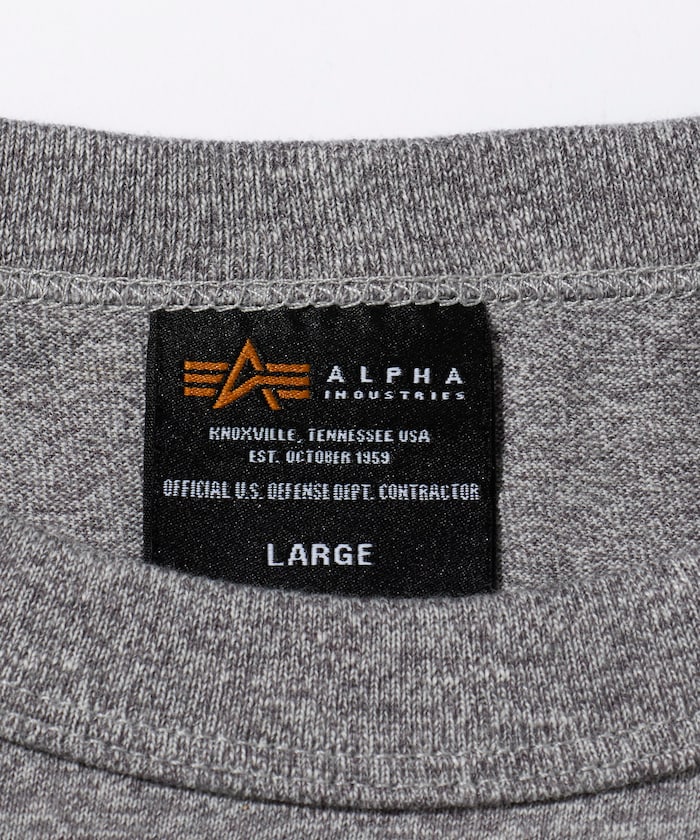 ALPHA
INDUSTRIES
KNOXVILLE, TENNESSEE USA
EST. OCTOBER 1959
OFFICIAL U.S. DEFENSE DEPT. CONTRACTOR
LARGE